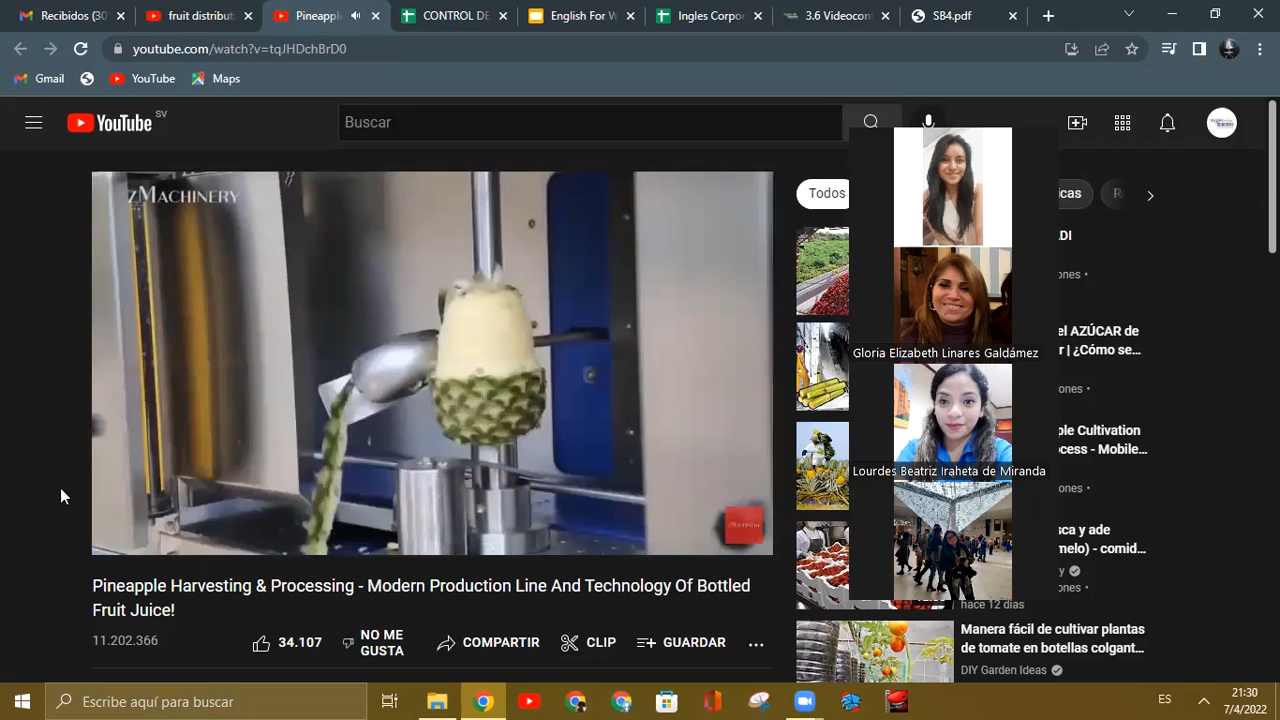 Recibidos (30
fruit distributi
Pineapple
CONTROL DE
English For W
Ingles Corpor
3.6 Videoconf
SB4.pdf
youtube.com/watch?v=tqJHDchBrD0
Gmail
YouTube
Maps
YouTube SV
Buscar
zMACHINERY
Todos
icas
R
DI
ones •
el AZÚCAR de
r | ¿Cómo se...
ones •
Gloria Elizabeth Linares Galdámez
ple Cultivation
ocess - Mobile...
ones •
Lourdes Beatriz Iraheta de Miranda
sca y ade
melo) - comid...
y
ones •
hace 12 días
Pineapple Harvesting & Processing - Modern Production Line And Technology Of Bottled
Fruit Juice!
11.202.366
34.107
NO ME
GUSTA
COMPARTIR
CLIP
GUARDAR
Manera fácil de cultivar plantas
de tomate en botellas colgant...
DIY Garden Ideas
Escribe aquí para buscar
ES
21:30
7/4/2022